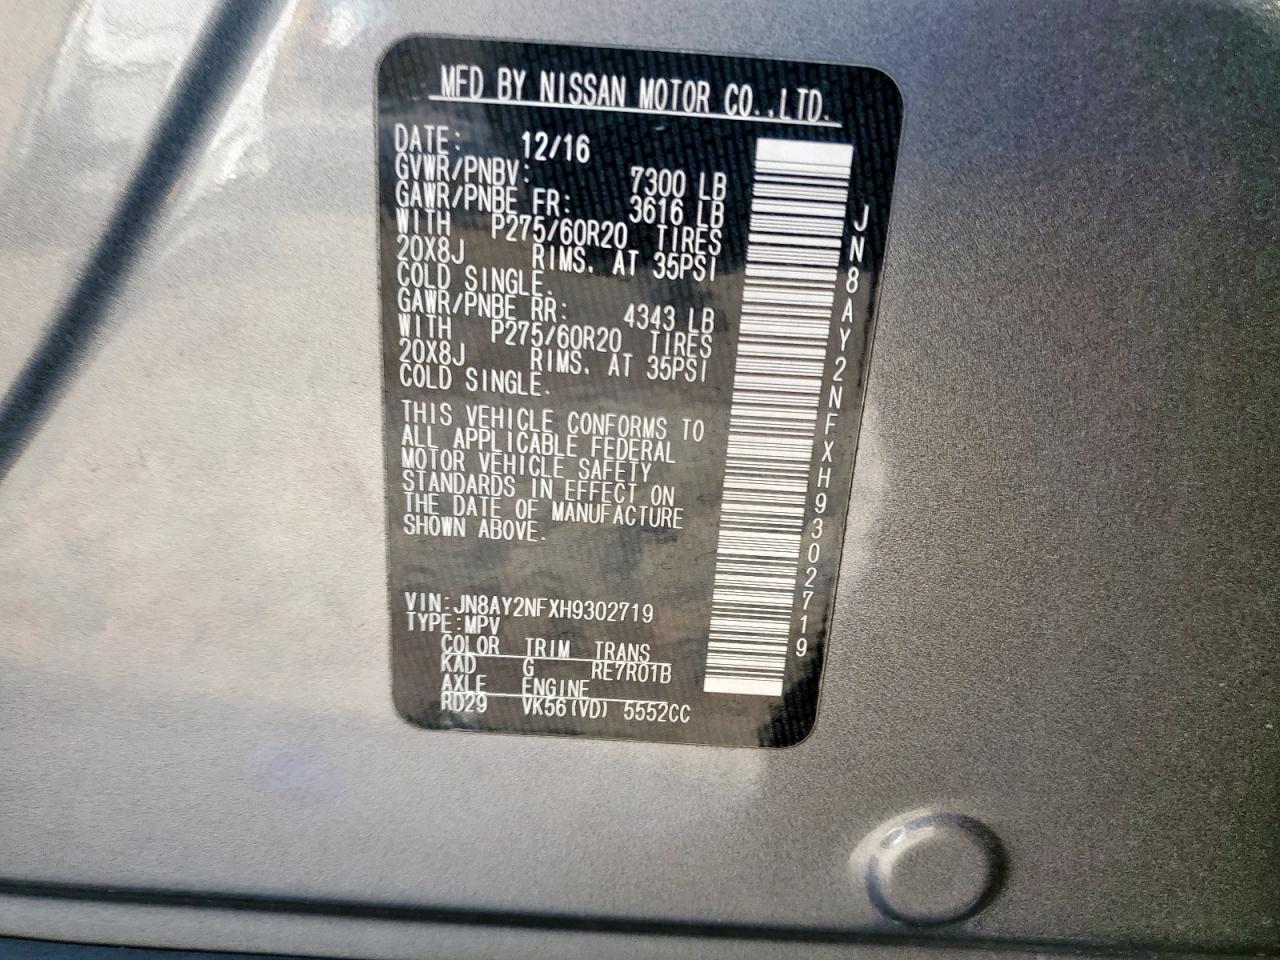 MFD BY NISSAN MOTOR CO.,LTD.
DATE: 12/16
GVWR/PNBV: 7300 LB
GAWR/PNBE FR: 3616 LB
WITH P275/60R20 TIRES
20X8J RIMS. AT 35PSI
COLD SINGLE.
GAWR/PNBE RR: 4343 LB
WITH P275/60R20 TIRES
20X8J RIMS. AT 35PSI
COLD SINGLE.
THIS VEHICLE CONFORMS TO
ALL APPLICABLE FEDERAL
MOTOR VEHICLE SAFETY
STANDARDS IN EFFECT ON
THE DATE OF MANUFACTURE
SHOWN ABOVE.
VIN:JN8AY2NFXH9302719
TYPE:MPV
COLOR TRIM TRANS
KAD G RE7R01B
AXLE ENGINE
RD29 VK56(VD) 5552CC
JN8AY2NFXH9302719